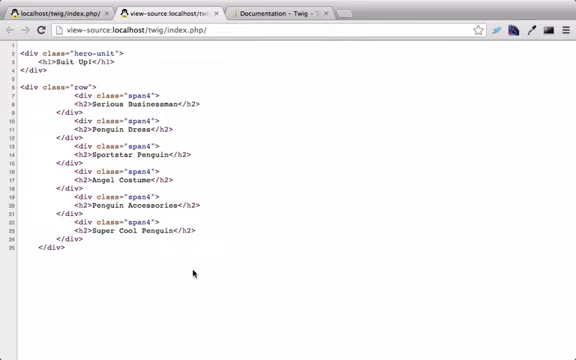 localhost/twig/index.php/
view-source:localhost/twig
Documentation – Twig – T
view-source:localhost/twig/index.php/
1
2 <div class="hero-unit">
3 <h1>Suit Up!</h1>
4 </div>
5
6 <div class="row">
7 <div class="span4">
8 <h2>Serious Businessman</h2>
9 </div>
10 <div class="span4">
11 <h2>Penguin Dress</h2>
12 </div>
13 <div class="span4">
14 <h2>Sportstar Penguin</h2>
15 </div>
16 <div class="span4">
17 <h2>Angel Costume</h2>
18 </div>
19 <div class="span4">
20 <h2>Penguin Accessories</h2>
21 </div>
22 <div class="span4">
23 <h2>Super Cool Penguin</h2>
24 </div>
25 </div>